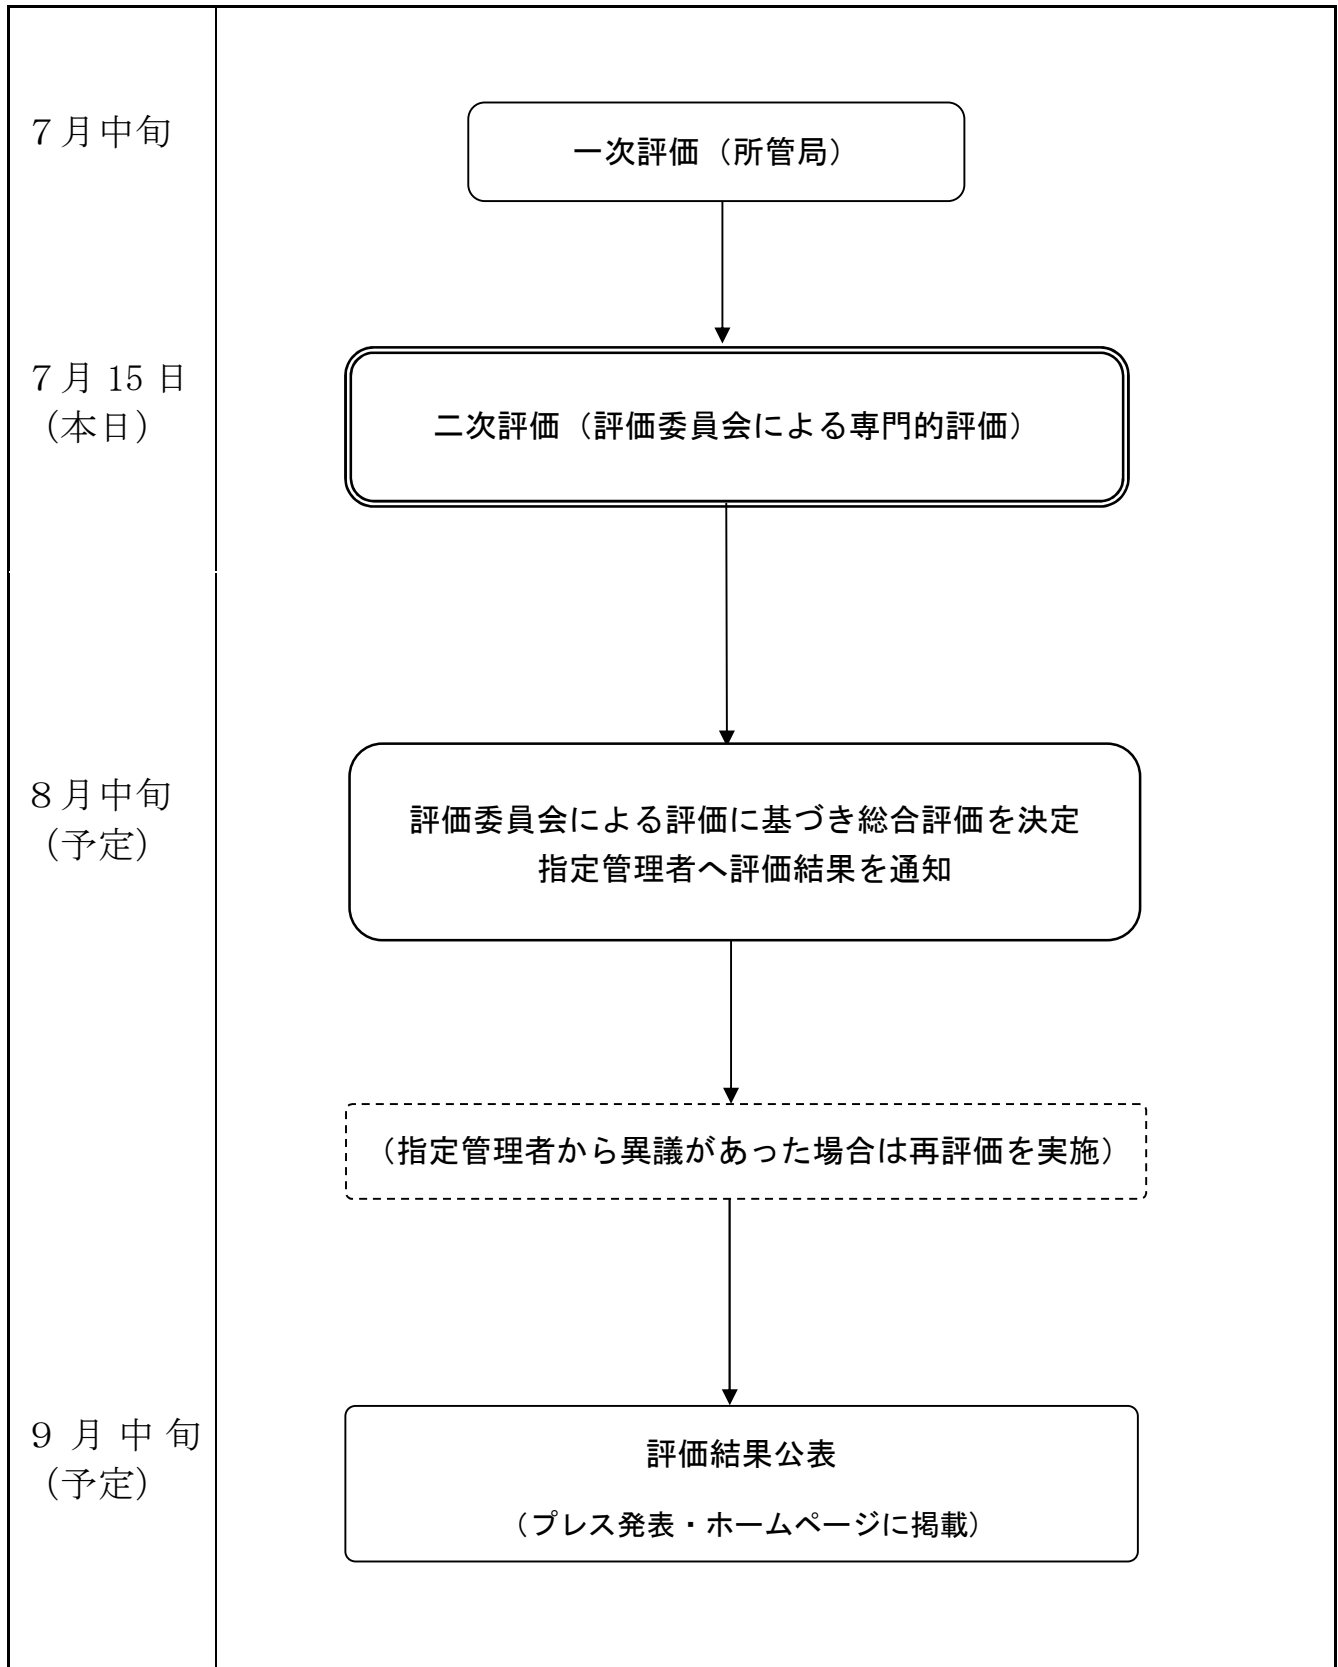 ７月中旬
一次評価（所管局）
７月 15 日
（本日）
二次評価（評価委員会による専門的評価）
８月中旬
（予定）
評価委員会による評価に基づき総合評価を決定
指定管理者へ評価結果を通知
（指定管理者から異議があった場合は再評価を実施）
９月中旬
（予定）
評価結果公表
（プレス発表・ホームページに掲載）